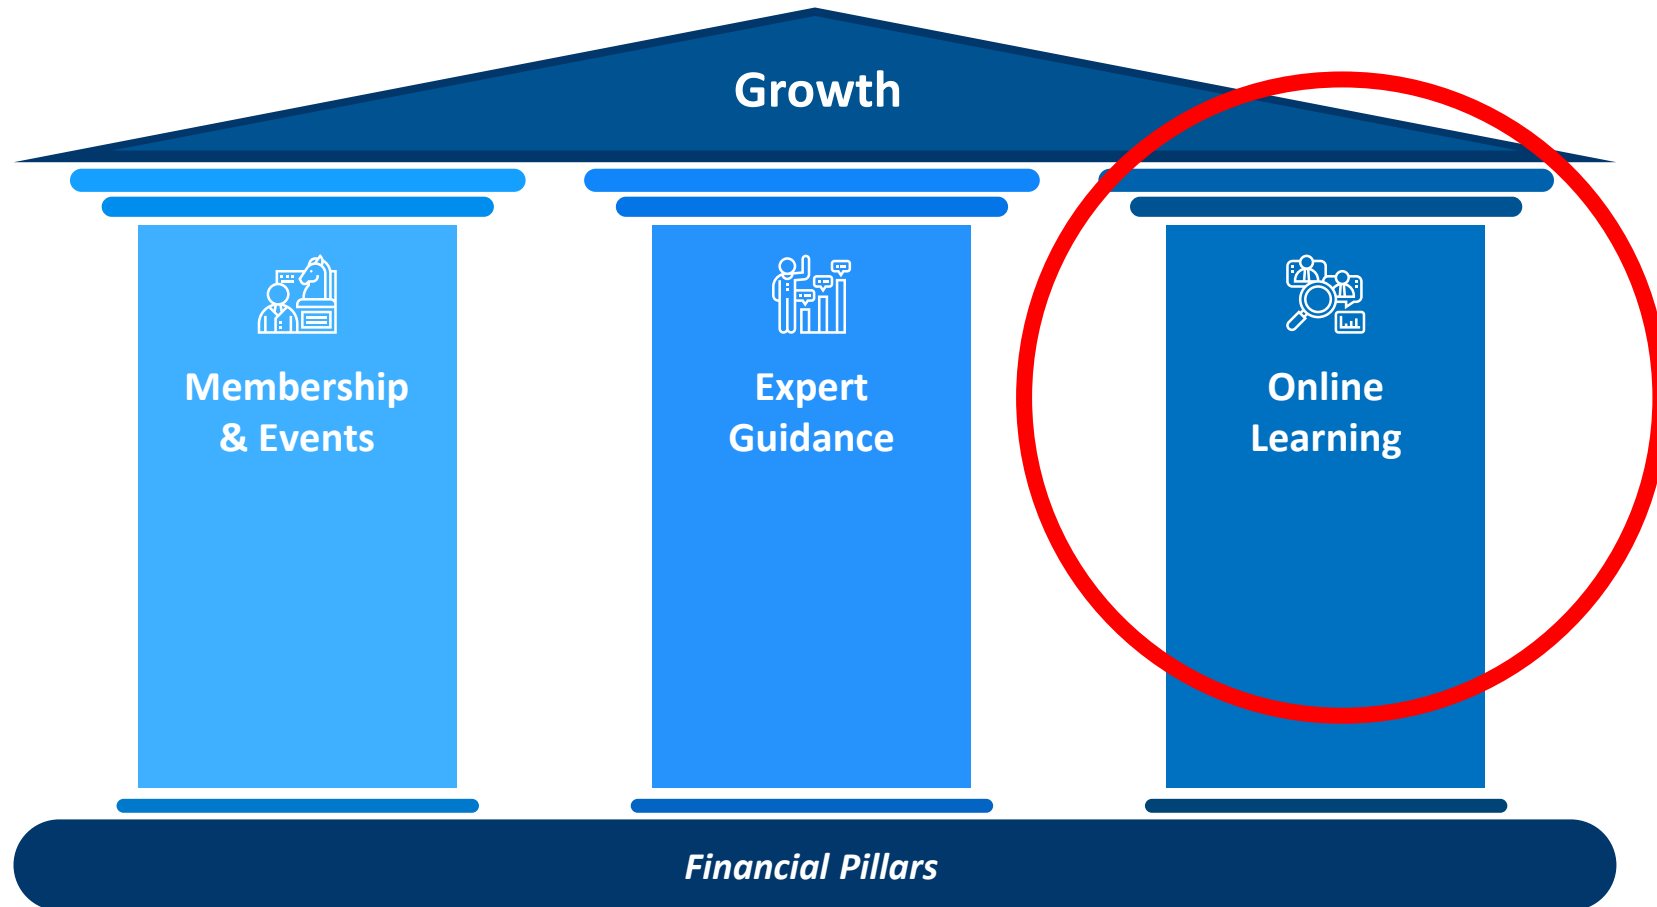 Growth
Membership
& Events
Expert
Guidance
Online
Learning
Financial Pillars